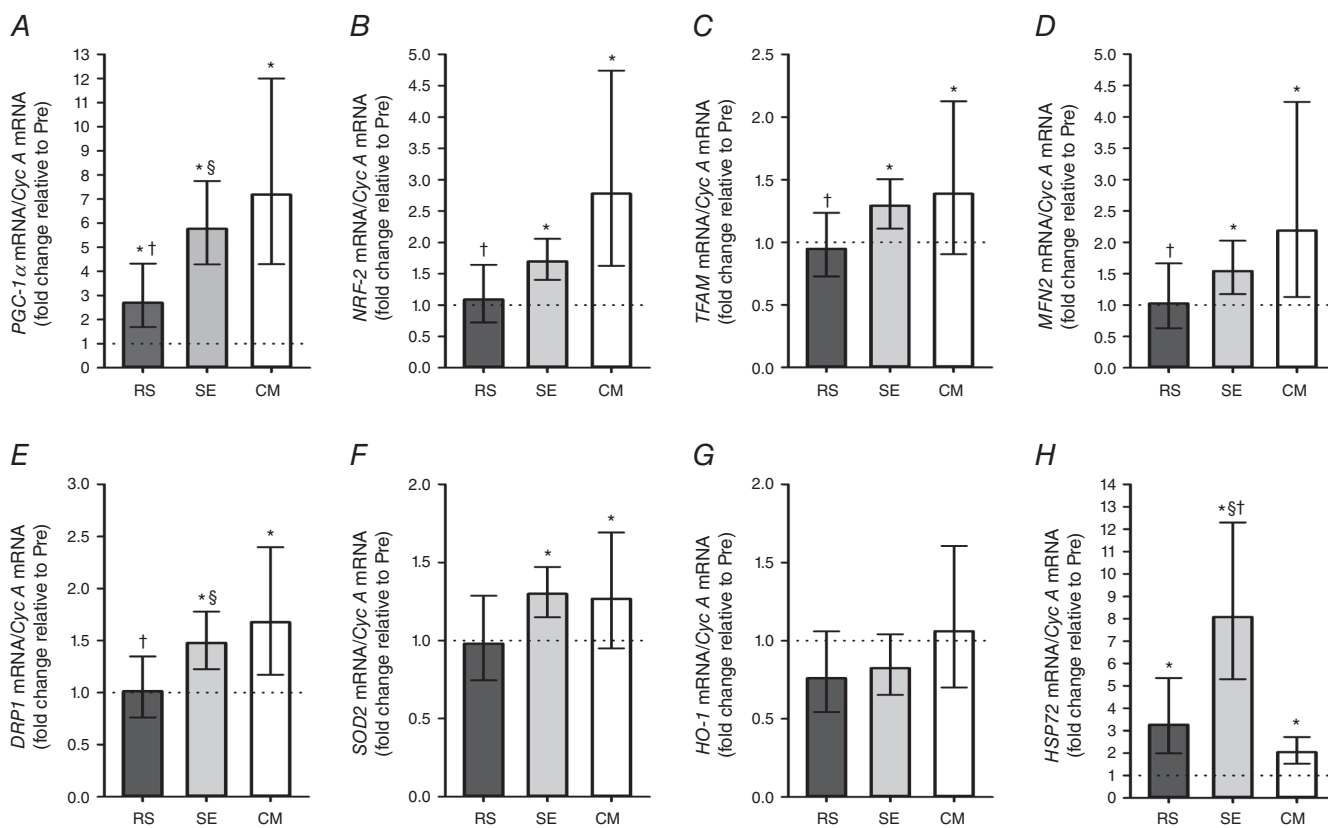 A
PGC-1α mRNA/Cyc A mRNA
(fold change relative to Pre)
13
12
11
10
9
8
7
6
5
4
3
2
1
0
* †
* §
*
RS SE CM
B
NRF-2 mRNA/Cyc A mRNA
(fold change relative to Pre)
5.0
4.5
4.0
3.5
3.0
2.5
2.0
1.5
1.0
0.5
0.0
†
*
*
RS SE CM
C
TFAM mRNA/Cyc A mRNA
(fold change relative to Pre)
2.5
2.0
1.5
1.0
0.5
0.0
†
*
*
RS SE CM
D
MFN2 mRNA/Cyc A mRNA
(fold change relative to Pre)
5.0
4.5
4.0
3.5
3.0
2.5
2.0
1.5
1.0
0.5
0.0
†
*
*
RS SE CM
E
DRP1 mRNA/Cyc A mRNA
(fold change relative to Pre)
3.0
2.5
2.0
1.5
1.0
0.5
0.0
†
* §
*
RS SE CM
F
SOD2 mRNA/Cyc A mRNA
(fold change relative to Pre)
2.0
1.5
1.0
0.5
0.0
*
*
RS SE CM
G
HO-1 mRNA/Cyc A mRNA
(fold change relative to Pre)
2.0
1.5
1.0
0.5
0.0
RS SE CM
H
HSP72 mRNA/Cyc A mRNA
(fold change relative to Pre)
14
13
12
11
10
9
8
7
6
5
4
3
2
1
0
*
*§†
*
RS SE CM